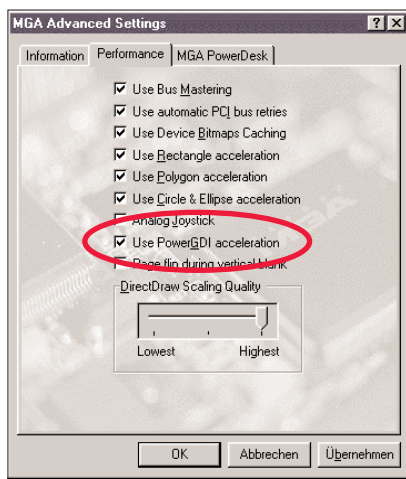 MGA Advanced Settings
Information Performance MGA PowerDesk
Use Bus Mastering
Use automatic PCI bus retries
Use Device Bitmaps Caching
Use Rectangle acceleration
Use Polygon acceleration
Use Circle & Ellipse acceleration
Analog Joystick
Use PowerGDI acceleration
Page flip during vertical blank
DirectDraw Scaling Quality
Lowest Highest
OK Abbrechen Übernehmen